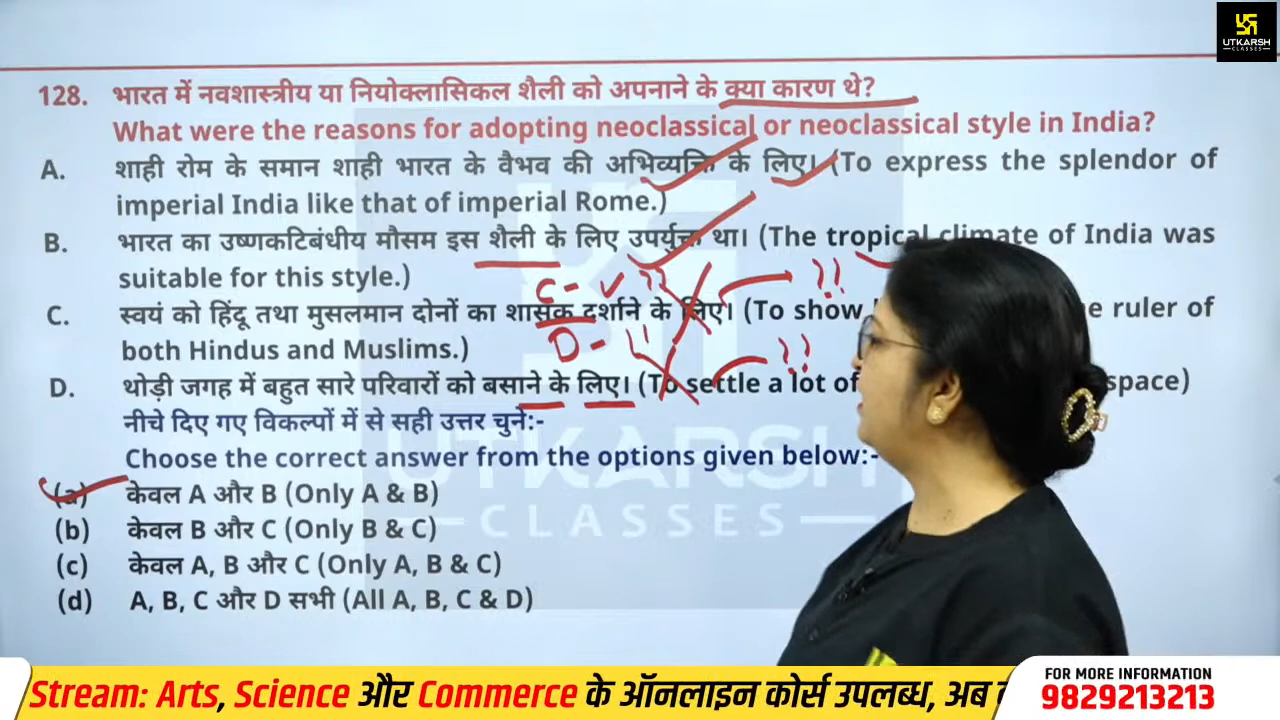 UTKARSH
CLASSES
128. भारत में नवशास्त्रीय या नियोक्लासिकल शैली को अपनाने के क्या कारण थे?
What were the reasons for adopting neoclassical or neoclassical style in India?
A. शाही रोम के समान शाही भारत के वैभव की अभिव्यक्ति के लिए। (To express the splendor of
imperial India like that of imperial Rome.)
B. भारत का उष्णकटिबंधीय मौसम इस शैली के लिए उपर्युक्त था। (The tropical climate of India was
suitable for this style.)
C - ✓ ??
??
C. स्वयं को हिंदू तथा मुसलमान दोनों का शासक दर्शाने के लिए। (To show ruler of
both Hindus and Muslims.)
D -
??
D. थोड़ी जगह में बहुत सारे परिवारों को बसाने के लिए। (To settle a lot of space)
नीचे दिए गए विकल्पों में से सही उत्तर चुनें:-
Choose the correct answer from the options given below:-
(a) केवल A और B (Only A & B)
(b) केवल B और C (Only B & C)
(c) केवल A, B और C (Only A, B & C)
(d) A, B, C और D सभी (All A, B, C & D)
UTKARSH
CLASSES
Stream: Arts, Science और Commerce के ऑनलाइन कोर्स उपलब्ध, अब
FOR MORE INFORMATION
9829213213